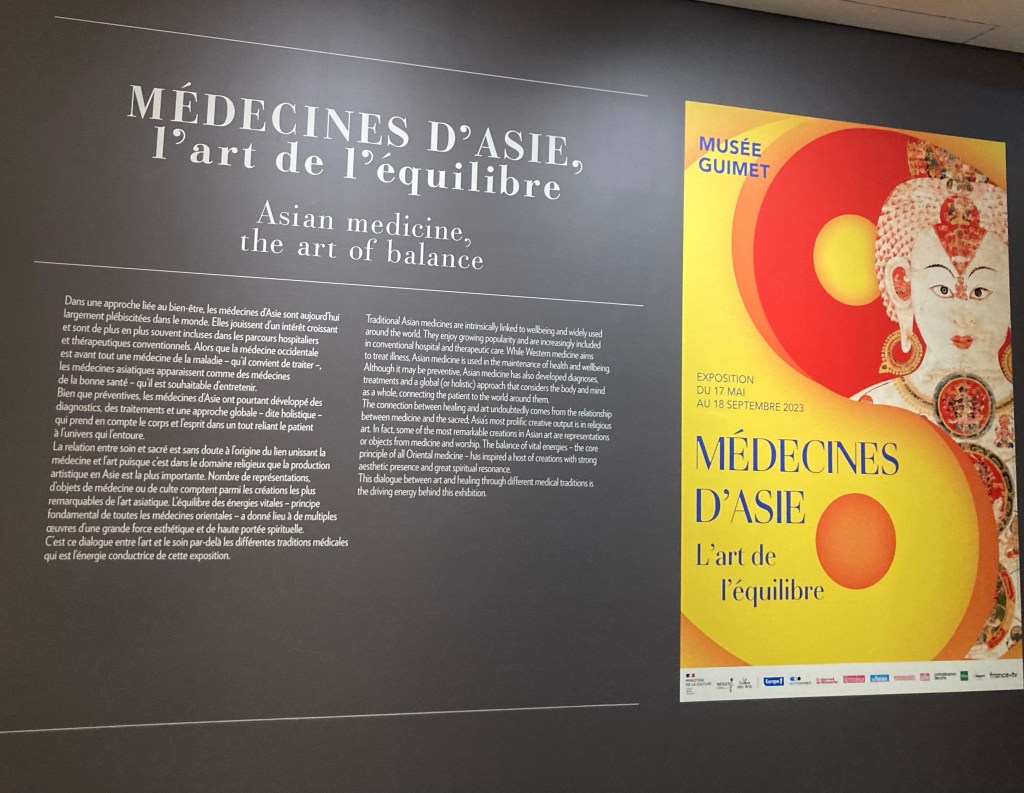 MÉDECINES D'ASIE,
l'art de l'équilibre
Asian medicine,
the art of balance
Dans une approche liée au bien-être, les médecines d'Asie sont aujourd'hui
largement plébiscitées dans le monde. Elles jouissent d'un intérêt croissant
et sont de plus en plus souvent incluses dans les parcours hospitaliers
et thérapeutiques conventionnels. Alors que la médecine occidentale
est avant tout une médecine de la maladie – qu'il convient de traiter –,
les médecines asiatiques apparaissent comme des médecines
de la bonne santé – qu'il est souhaitable d'entretenir.
Bien que préventives, les médecines d'Asie ont pourtant développé des
diagnostics, des traitements et une approche globale – dite holistique –
qui prend en compte le corps et l'esprit dans un tout reliant le patient
à l'univers qui l'entoure.
La relation entre soin et sacré est sans doute à l'origine du lien unissant la
médecine et l'art puisque c'est dans le domaine religieux que la production
artistique en Asie est la plus importante. Nombre de représentations,
d'objets de médecine ou de culte comptent parmi les créations les plus
remarquables de l'art asiatique. L'équilibre des énergies vitales – principe
fondamental de toutes les médecines orientales – a donné lieu à de multiples
œuvres d'une grande force esthétique et de haute portée spirituelle.
C'est ce dialogue entre l'art et le soin par-delà les différentes traditions médicales
qui est l'énergie conductrice de cette exposition.
Traditional Asian medicines are intrinsically linked to wellbeing and widely used
around the world. They enjoy growing popularity and are increasingly included
in conventional hospital and therapeutic care. While Western medicine aims
to treat illness, Asian medicine is used in the maintenance of health and wellbeing.
Although it may be preventive, Asian medicine has also developed diagnoses,
treatments and a global (or holistic) approach that considers the body and mind
as a whole, connecting the patient to the world around them.
The connection between healing and art undoubtedly comes from the relationship
between medicine and the sacred; Asia's most prolific creative output is in religious
art. In fact, some of the most remarkable creations in Asian art are representations
or objects from medicine and worship. The balance of vital energies – the core
principle of all Oriental medicine – has inspired a host of creations with strong
aesthetic presence and great spiritual resonance.
This dialogue between art and healing through different medical traditions is
the driving energy behind this exhibition.
MUSÉE
GUIMET
EXPOSITION
DU 17 MAI
AU 18 SEPTEMBRE 2023
MÉDECINES
D'ASIE
L'art de
l'équilibre
MINISTÈRE
DE LA CULTURE
Europe 1
france•tv